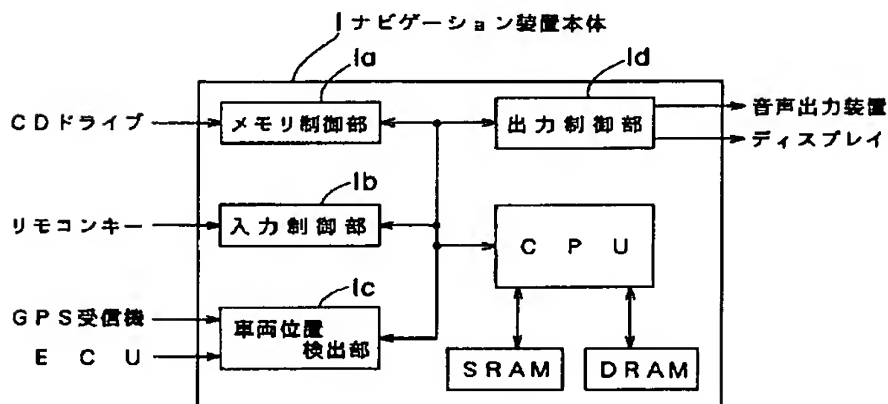 1 ナビゲーション装置本体
1a
1d
CDドライブ
メモリ制御部
出力制御部
音声出力装置
ディスプレイ
1b
リモコンキー
入力制御部
CPU
1c
GPS受信機
ECU
車両位置
検出部
SRAM
DRAM